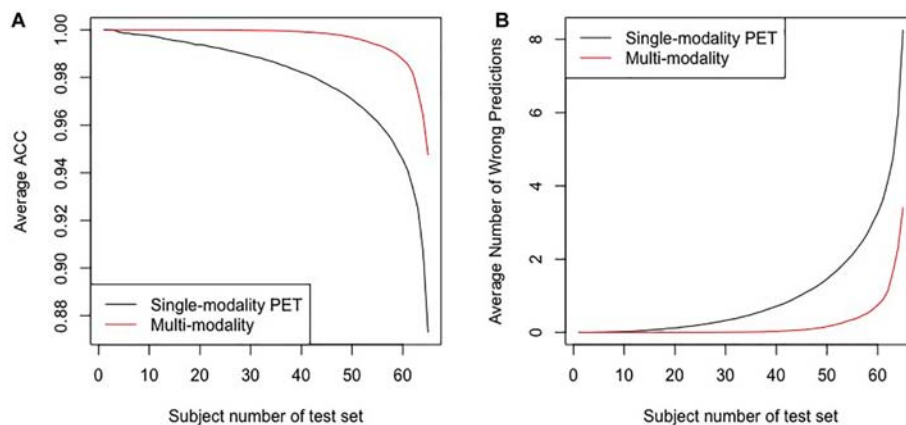 A
Average ACC
1.00
0.98
0.96
0.94
0.92
0.90
0.88
Single-modality PET
Multi-modality
0 10 20 30 40 50 60
Subject number of test set
B
Average Number of Wrong Predictions
8
6
4
2
0
Single-modality PET
Multi-modality
0 10 20 30 40 50 60
Subject number of test set